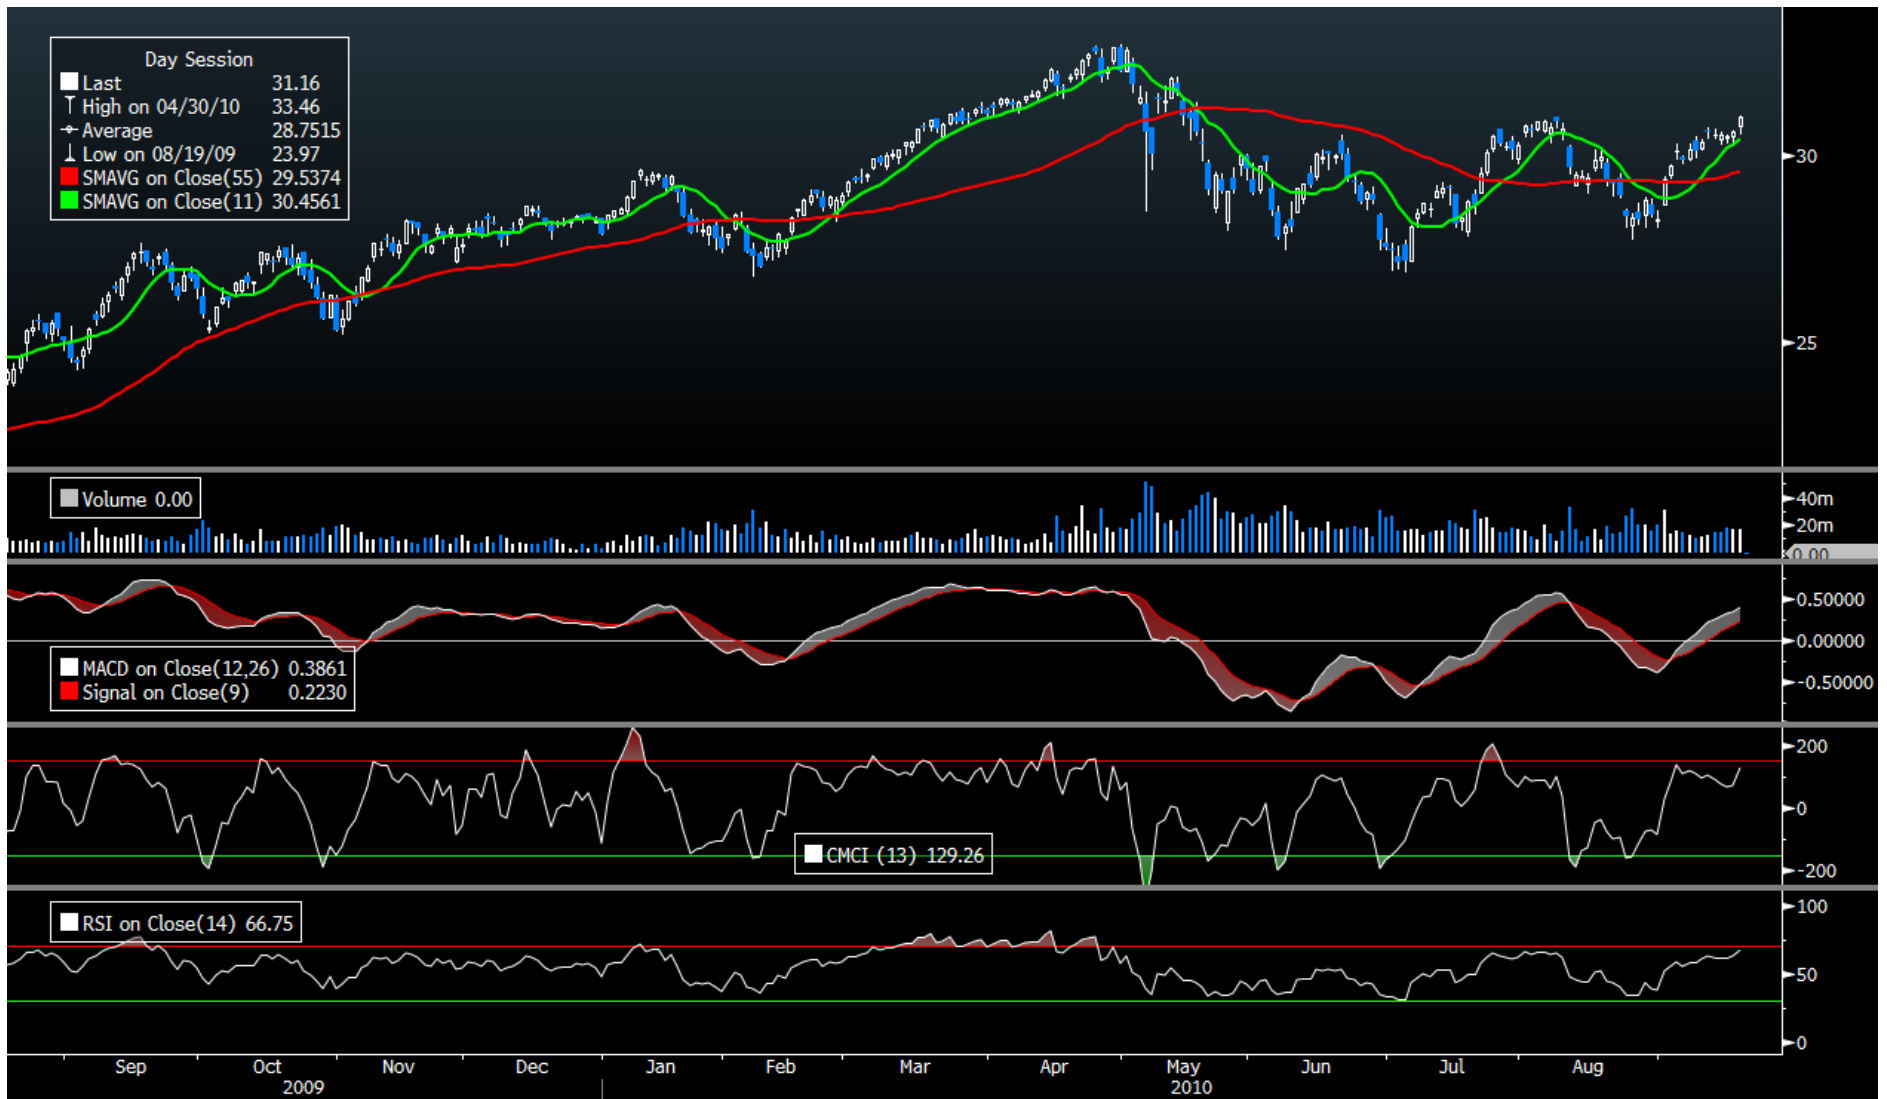 Day Session
Last 31.16
High on 04/30/10 33.46
Average 28.7515
Low on 08/19/09 23.97
SMAVG on Close(55) 29.5374
SMAVG on Close(11) 30.4561
30
25
Volume 0.00
40m
20m
0.00
0.50000
0.00000
-0.50000
MACD on Close(12,26) 0.3861
Signal on Close(9) 0.2230
200
0
-200
CMCI (13) 129.26
RSI on Close(14) 66.75
100
50
0
Sep Oct Nov Dec Jan Feb Mar Apr May Jun Jul Aug
2009 2010